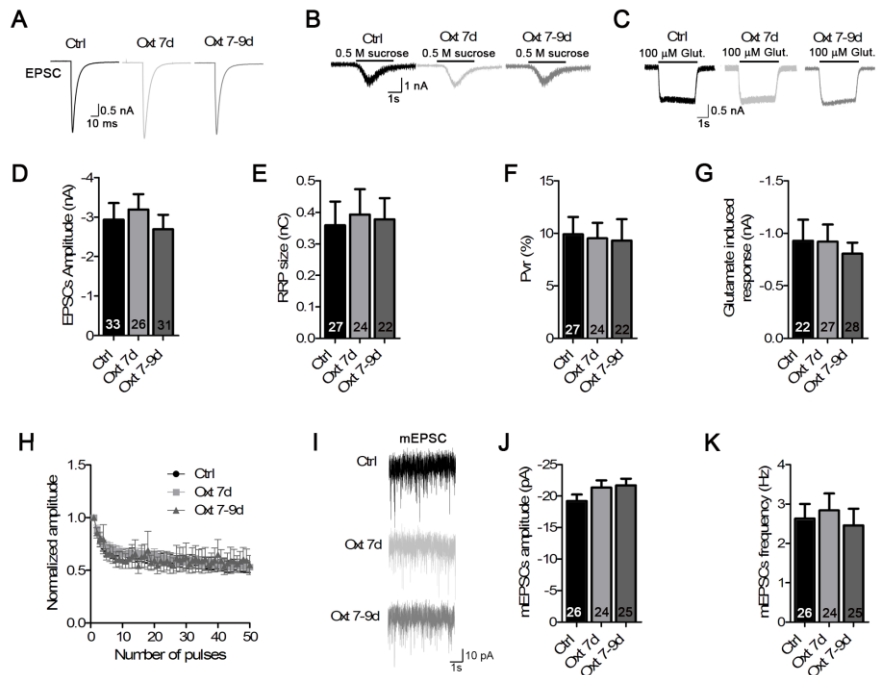 A
Ctrl
Oxt 7d
Oxt 7-9d
EPSC
0.5 nA
10 ms
B
Ctrl
Oxt 7d
Oxt 7-9d
0.5 M sucrose
0.5 M sucrose
0.5 M sucrose
1 nA
1s
C
Ctrl
Oxt 7d
Oxt 7-9d
100 µM Glut.
100 µM Glut.
100 µM Glut.
0.5 nA
1s
D
EPSCs Amplitude (nA)
-4
-3
-2
-1
0
33
26
31
Ctrl
Oxt 7d
Oxt 7-9d
E
RRP size (nC)
0.5
0.4
0.3
0.2
0.1
0.0
27
24
22
Ctrl
Oxt 7d
Oxt 7-9d
F
Pvr (%)
15
10
5
0
27
24
22
Ctrl
Oxt 7d
Oxt 7-9d
G
Glutamate induced
response (nA)
-1.5
-1.0
-0.5
0.0
22
27
28
Ctrl
Oxt 7d
Oxt 7-9d
H
Normalized amplitude
1.5
1.0
0.5
0.0
Ctrl
Oxt 7d
Oxt 7-9d
0
10
20
30
40
50
Number of pulses
I
mEPSC
Ctrl
Oxt 7d
Oxt 7-9d
10 pA
1s
J
mEPSCs amplitude (pA)
-25
-20
-15
-10
-5
0
26
24
25
Ctrl
Oxt 7d
Oxt 7-9d
K
mEPSCs frequency (Hz)
4
3
2
1
0
26
24
25
Ctrl
Oxt 7d
Oxt 7-9d